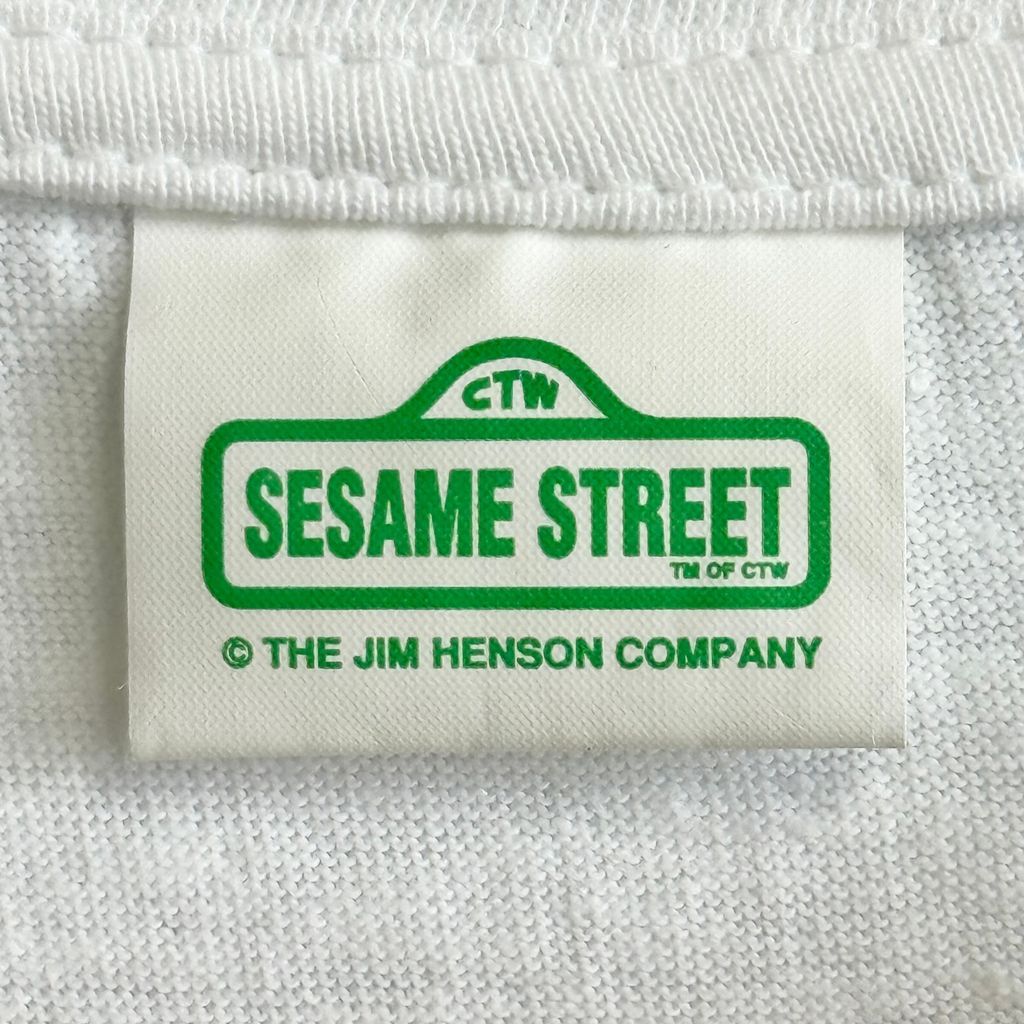 CTW
SESAME STREET
TM OF CTW
© THE JIM HENSON COMPANY